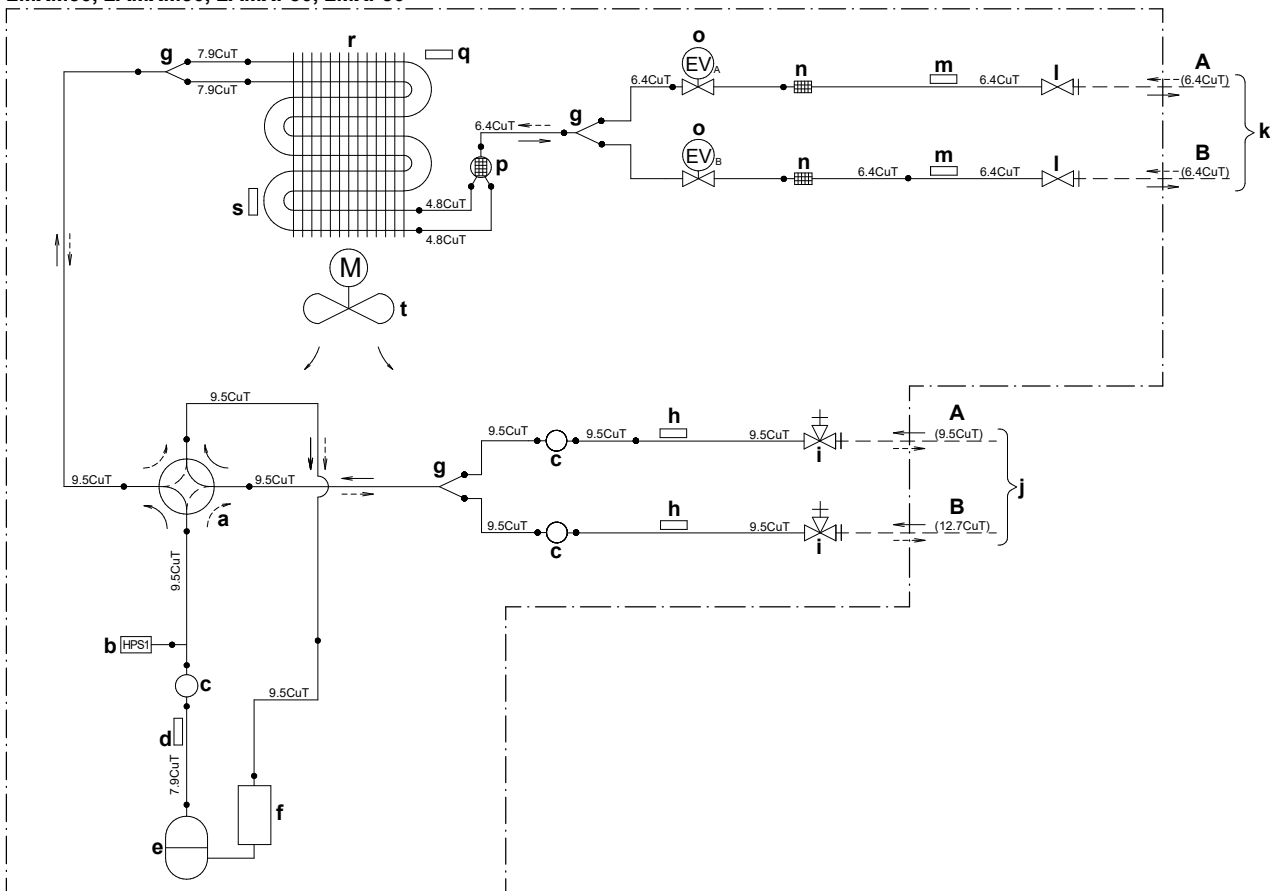 g
7.9CuT
7.9CuT
r
q
s
M
t
4.8CuT
4.8CuT
p
6.4CuT
g
6.4CuT
o
EVA
n
m
6.4CuT
l
A
(6.4CuT)
o
EVB
n
6.4CuT
m
6.4CuT
l
B
(6.4CuT)
k
9.5CuT
9.5CuT
a
9.5CuT
9.5CuT
b
HPS1
c
d
7.9CuT
e
f
9.5CuT
g
9.5CuT
c
9.5CuT
h
9.5CuT
i
A
(9.5CuT)
9.5CuT
c
h
9.5CuT
i
B
(12.7CuT)
j